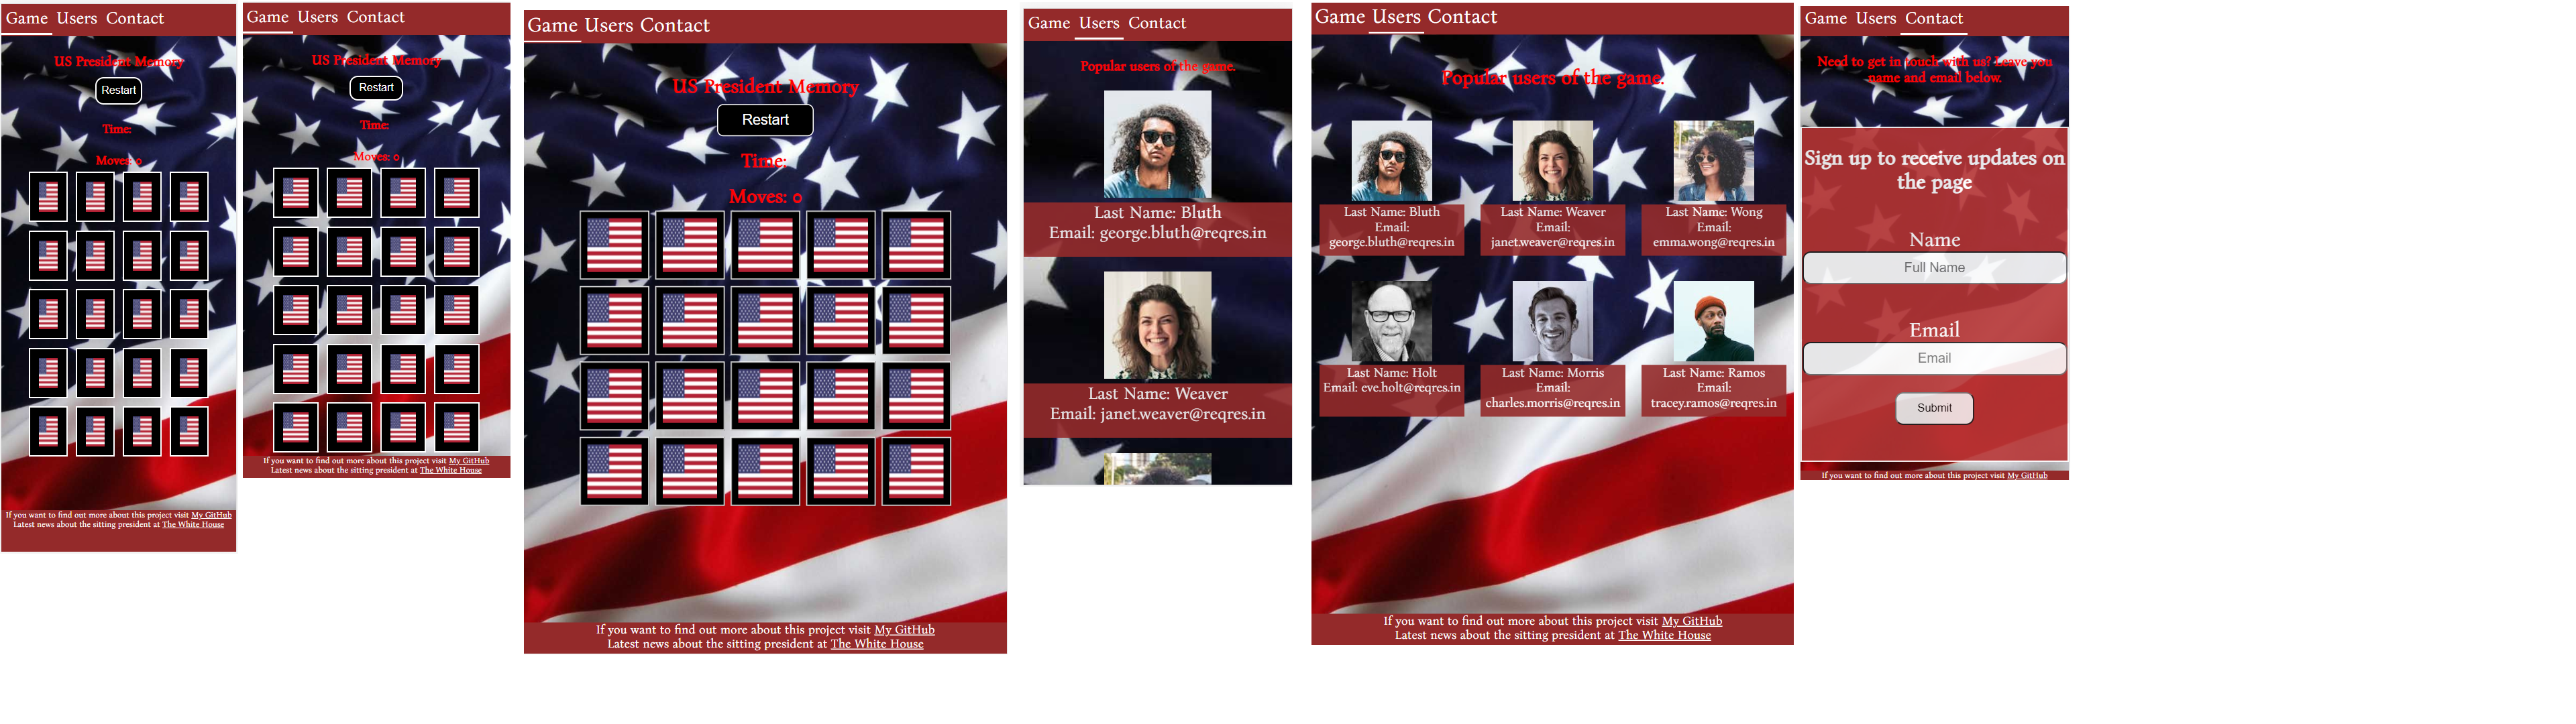 Game Users Contact
US President Memory
Restart
Time:
Moves: 0
If you want to find out more about this project visit My GitHub
Latest news about the sitting president at The White House
Game Users Contact
US President Memory
Restart
Time:
Moves: 0
If you want to find out more about this project visit My GitHub
Latest news about the sitting president at The White House
Game Users Contact
US President Memory
Restart
Time:
Moves: 0
If you want to find out more about this project visit My GitHub
Latest news about the sitting president at The White House
Game Users Contact
Popular users of the game.
Last Name: Bluth
Email: george.bluth@reqres.in
Last Name: Weaver
Email: janet.weaver@reqres.in
Game Users Contact
Popular users of the game.
Last Name: Bluth
Email:
george.bluth@reqres.in
Last Name: Weaver
Email:
janet.weaver@reqres.in
Last Name: Wong
Email:
emma.wong@reqres.in
Last Name: Holt
Email: eve.holt@reqres.in
Last Name: Morris
Email:
charles.morris@reqres.in
Last Name: Ramos
Email:
tracey.ramos@reqres.in
If you want to find out more about this project visit My GitHub
Latest news about the sitting president at The White House
Game Users Contact
Need to get in touch with us? Leave you
name and email below.
Sign up to receive updates on
the page
Name
Full Name
Email
Email
Submit
If you want to find out more about this project visit My GitHub